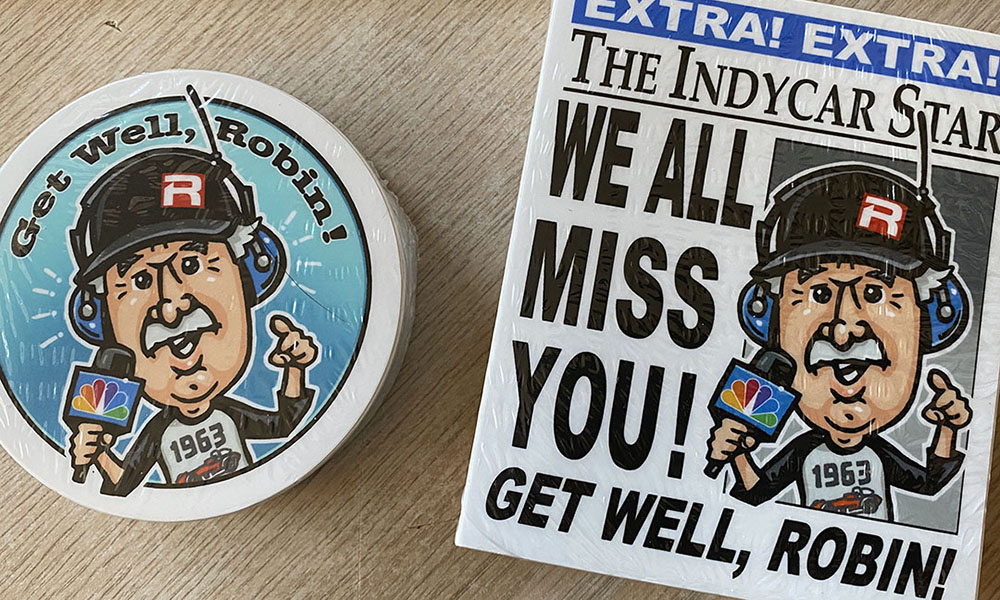 Get Well, Robin!
R
1963
EXTRA! EXTRA!
THE INDYCAR STAR
WE ALL
MISS
YOU!
R
1963
GET WELL, ROBIN!